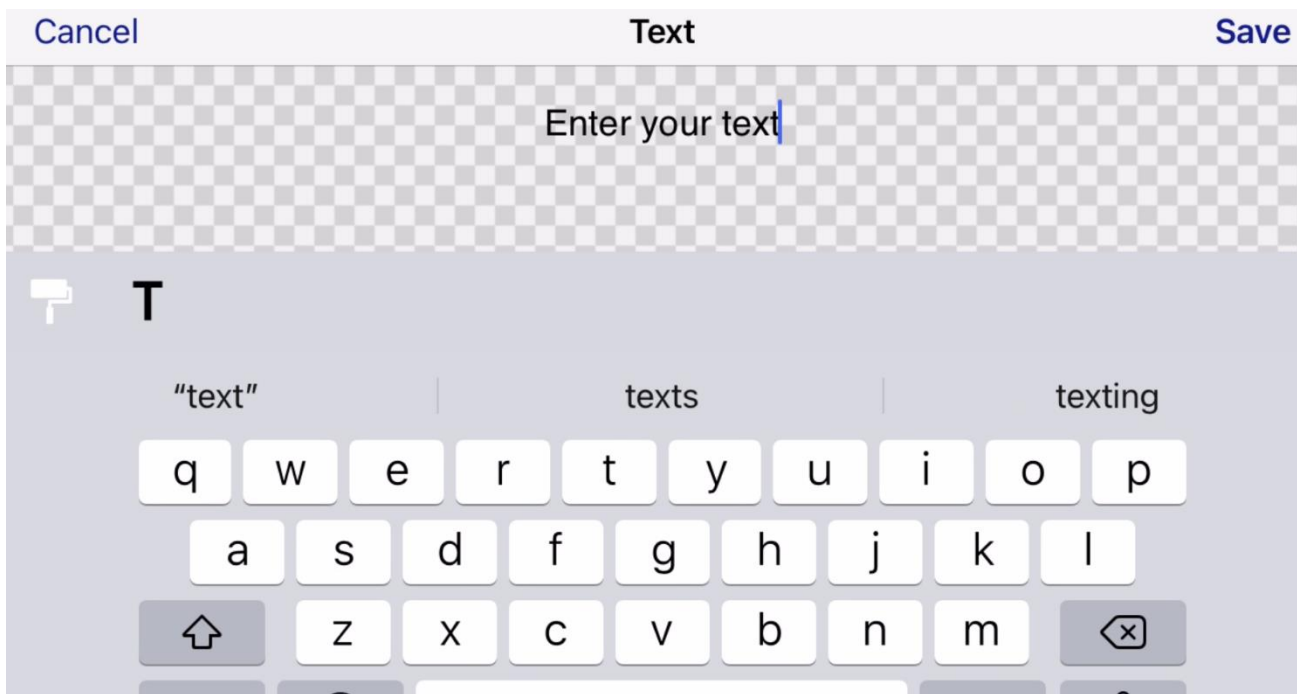 Cancel Text Save
Enter your text
T
“text” texts texting
q w e r t y u i o p
a s d f g h j k l
z x c v b n m